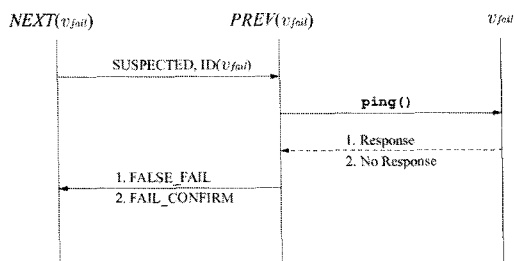 NEXT(v_fail) PREV(v_fail) v_fail
SUSPECTED, ID(v_fail)
ping()
1. Response
2. No Response
1. FALSE_FAIL
2. FAIL_CONFIRM